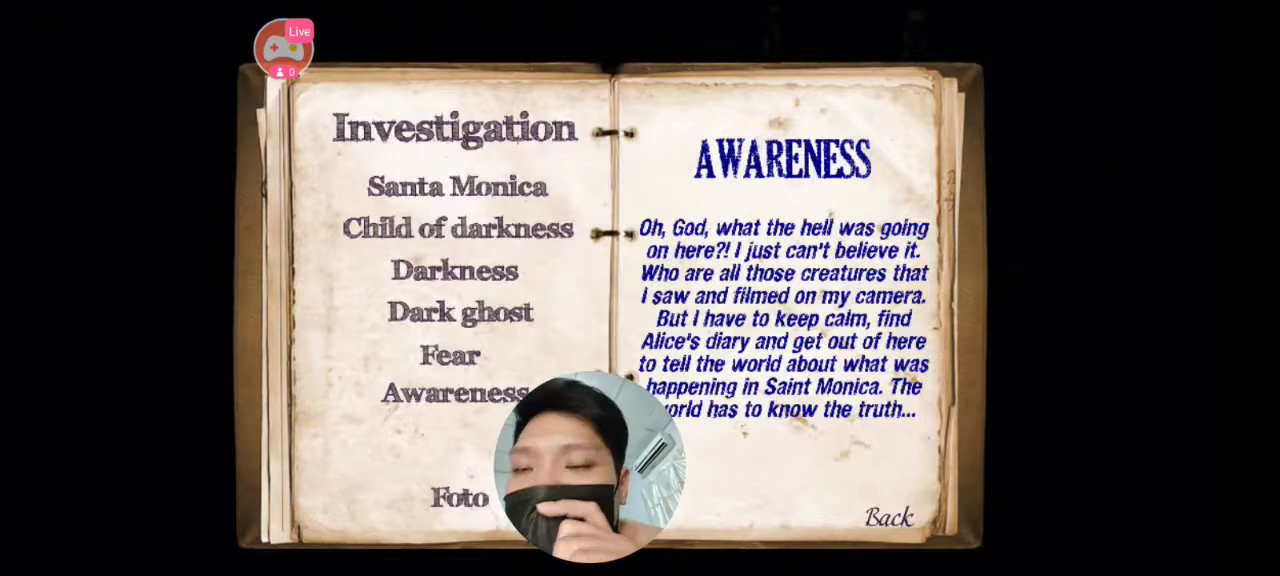 Live
0
Investigation
Santa Monica
Child of darkness
Darkness
Dark ghost
Fear
Awareness
Foto
AWARENESS
Oh, God, what the hell was going
on here?! I just can't believe it.
Who are all those creatures that
I saw and filmed on my camera.
But I have to keep calm, find
Alice's diary and get out of here
to tell the world about what was
happening in Saint Monica. The
world has to know the truth...
Back